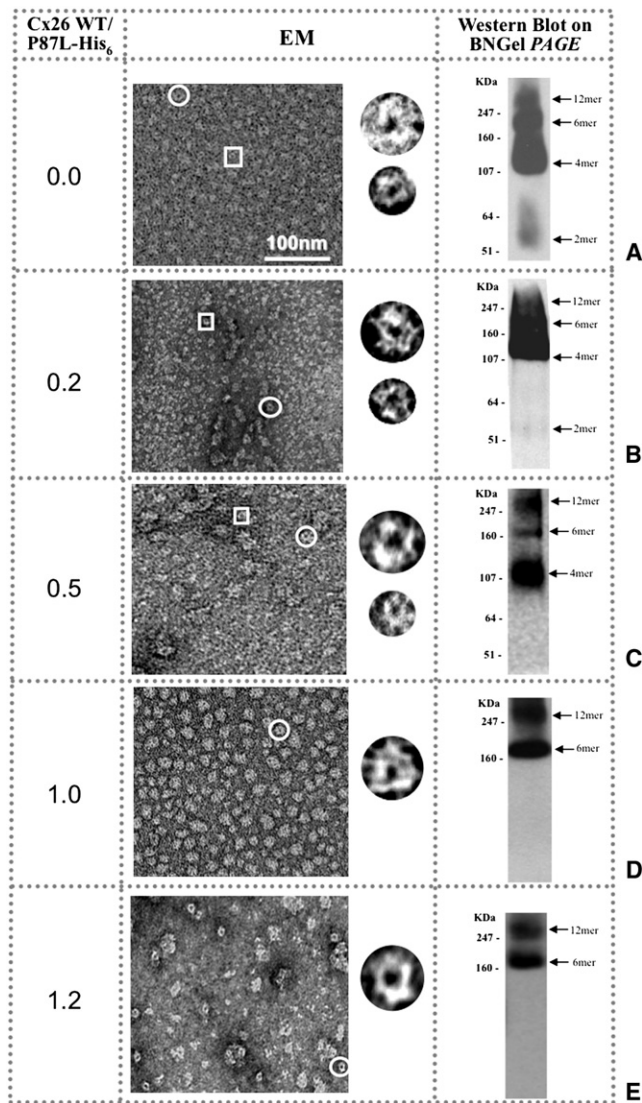 Cx26 WT/
P87L-His6
EM
Western Blot on
BNGel PAGE
0.0
100nm
KDa
247 -
160 -
107 -
64 -
51 -
12mer
6mer
4mer
2mer
A
0.2
KDa
247 -
160 -
107 -
64 -
51 -
12mer
6mer
4mer
2mer
B
0.5
KDa
247 -
160 -
107 -
64 -
51 -
12mer
6mer
4mer
C
1.0
KDa
247 -
160 -
12mer
6mer
D
1.2
KDa
247 -
160 -
12mer
6mer
E